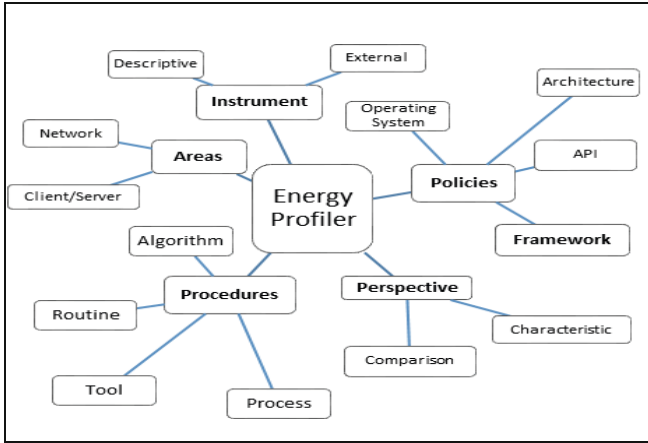 External
Descriptive
Instrument
Architecture
Operating
System
Network
Areas
API
Policies
Client/Server
Energy
Profiler
Algorithm
Framework
Procedures
Perspective
Routine
Characteristic
Comparison
Tool
Process